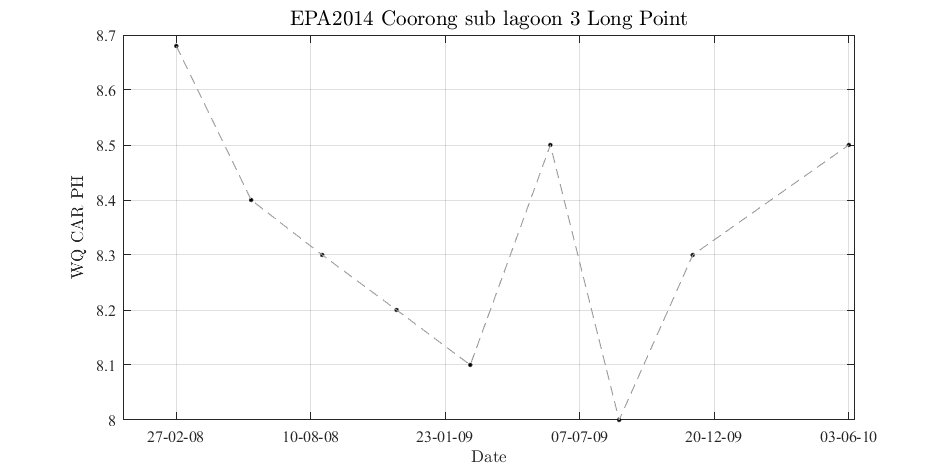 EPA2014 Coorong sub lagoon 3 Long Point
8.7
8.6
8.5
8.4
8.3
8.2
8.1
8
WQ CAR PH
27-02-08 10-08-08 23-01-09 07-07-09 20-12-09 03-06-10
Date